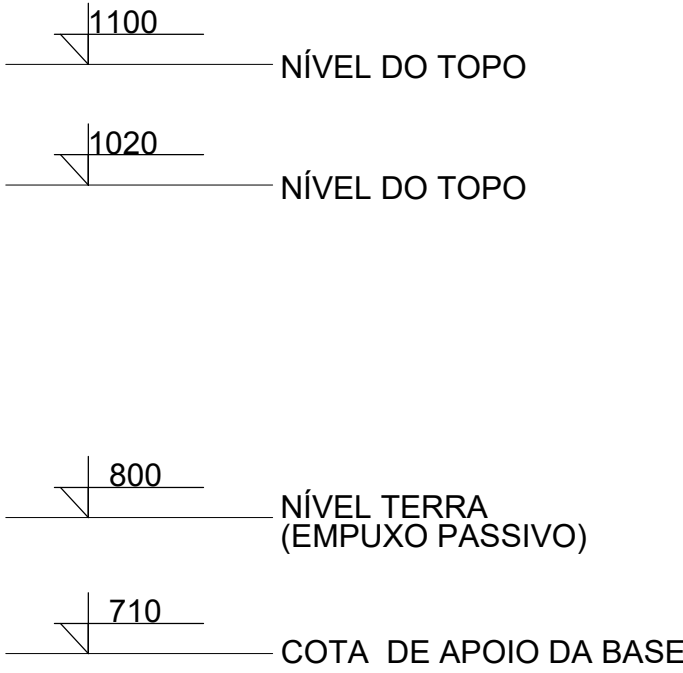 1100
NÍVEL DO TOPO
1020
NÍVEL DO TOPO
800
NÍVEL TERRA
(EMPUXO PASSIVO)
710
COTA DE APOIO DA BASE